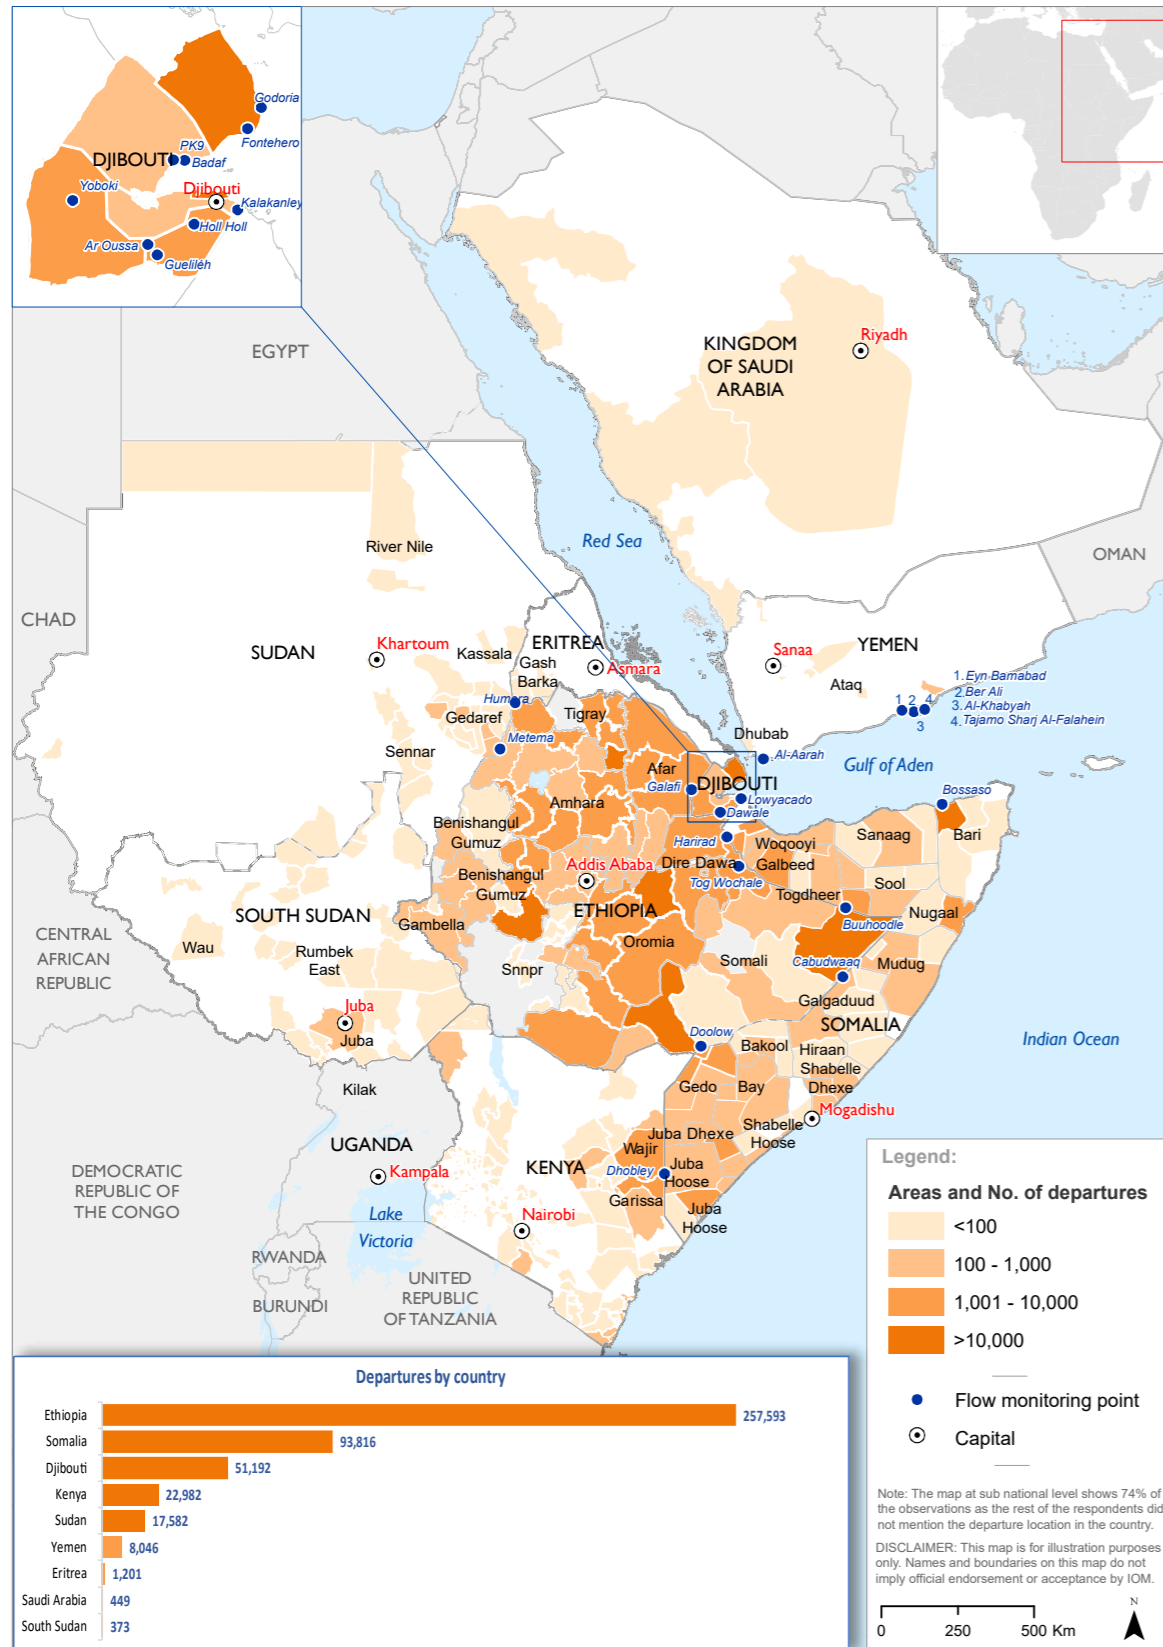 Godoria
Fontehero
PK9
DJIBOUTI
Badaf
Yoboki
Djibouti
Kalakanley
Holl Holl
Ar Oussa
Guelileh
EGYPT
KINGDOM
OF SAUDI
ARABIA
Riyadh
Red Sea
OMAN
River Nile
CHAD
SUDAN
Khartoum
Kassala
ERITREA
Gash
Barka
Asmara
Sanaa
YEMEN
Ataq
1. Eyn Bamabad
2. Ber Ali
3. Al-Khabyah
4. Tajamo Sharj Al-Falahein
1
2
4
3
Humera
Gedaref
Tigray
Metema
Sennar
Dhubab
Al-Aarah
Gulf of Aden
Afar
Galafi
DJIBOUTI
Lowyacado
Dawale
Bossaso
Amhara
Benishangul
Gumuz
Harirad
Woqooyi
Galbeed
Sanaag
Bari
Addis Ababa
Dire Dawa
Tog Wochale
Benishangul
Gumuz
Togdheer
Sool
SOUTH SUDAN
Gambella
ETHIOPIA
Nugaal
Buuhoodle
CENTRAL
AFRICAN
REPUBLIC
Wau
Rumbek
East
Oromia
Snnpr
Somali
Cabudwaaq
Mudug
Galgaduud
SOMALIA
Juba
Juba
Doolow
Bakool
Hiraan
Shabelle
Dhexe
Indian Ocean
Kilak
Gedo
Bay
Mogadishu
UGANDA
Kampala
KENYA
Wajir
Juba Dhexe
Shabelle
Hoose
Dhobley
Juba
Hoose
Garissa
Juba
Hoose
DEMOCRATIC
REPUBLIC OF
THE CONGO
Lake
Victoria
Nairobi
RWANDA
BURUNDI
UNITED
REPUBLIC
OF TANZANIA
Legend:
Areas and No. of departures
<100
100 - 1,000
1,001 - 10,000
>10,000
Flow monitoring point
Capital
Note: The map at sub national level shows 74% of
the observations as the rest of the respondents did
not mention the departure location in the country.
DISCLAIMER: This map is for illustration purposes
only. Names and boundaries on this map do not
imply official endorsement or acceptance by IOM.
N
0 250 500 Km
Departures by country
Ethiopia 257,593
Somalia 93,816
Djibouti 51,192
Kenya 22,982
Sudan 17,582
Yemen 8,046
Eritrea 1,201
Saudi Arabia 449
South Sudan 373